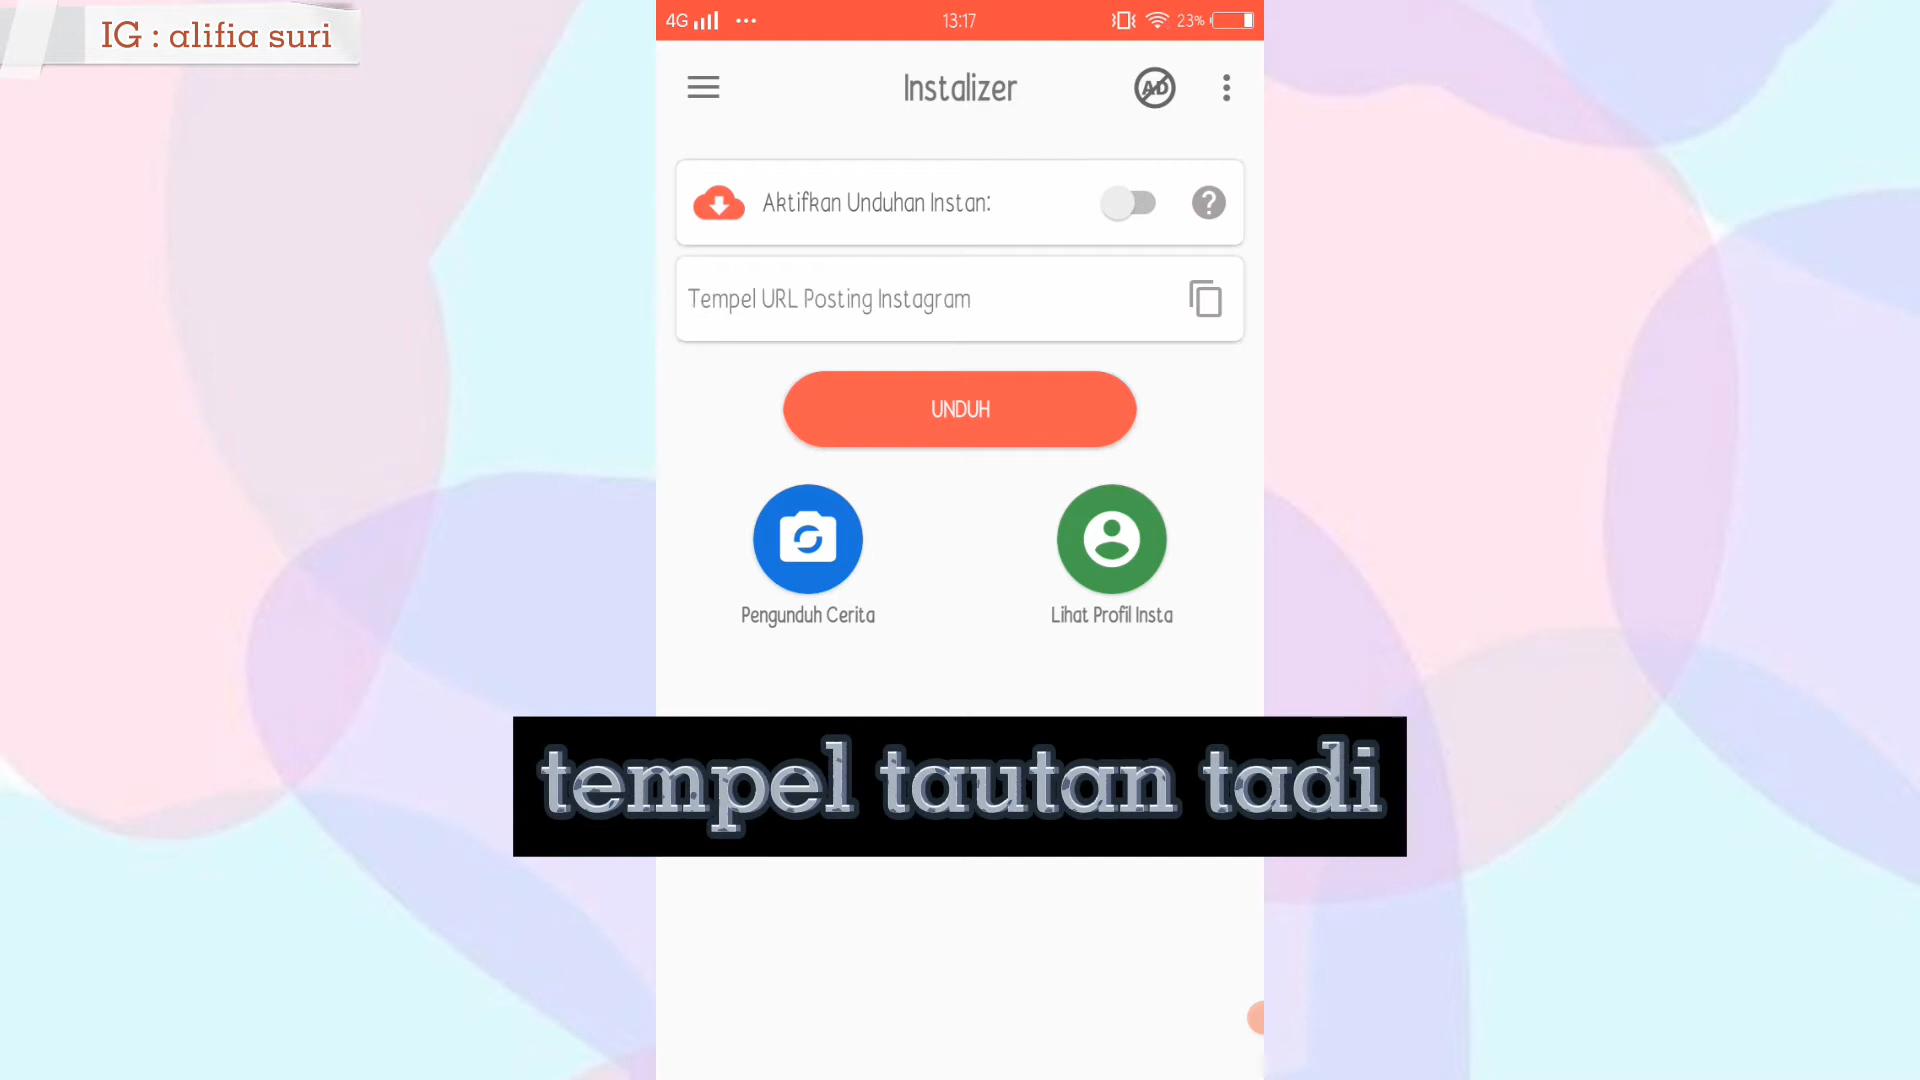 IG : alifia suri
4G 13:17 23%
Instalizer
AD
Aktifkan Unduhan Instan:
Tempel URL Posting Instagram
UNDUH
Pengunduh Cerita Lihat Profil Insta
tempel tautan tadi